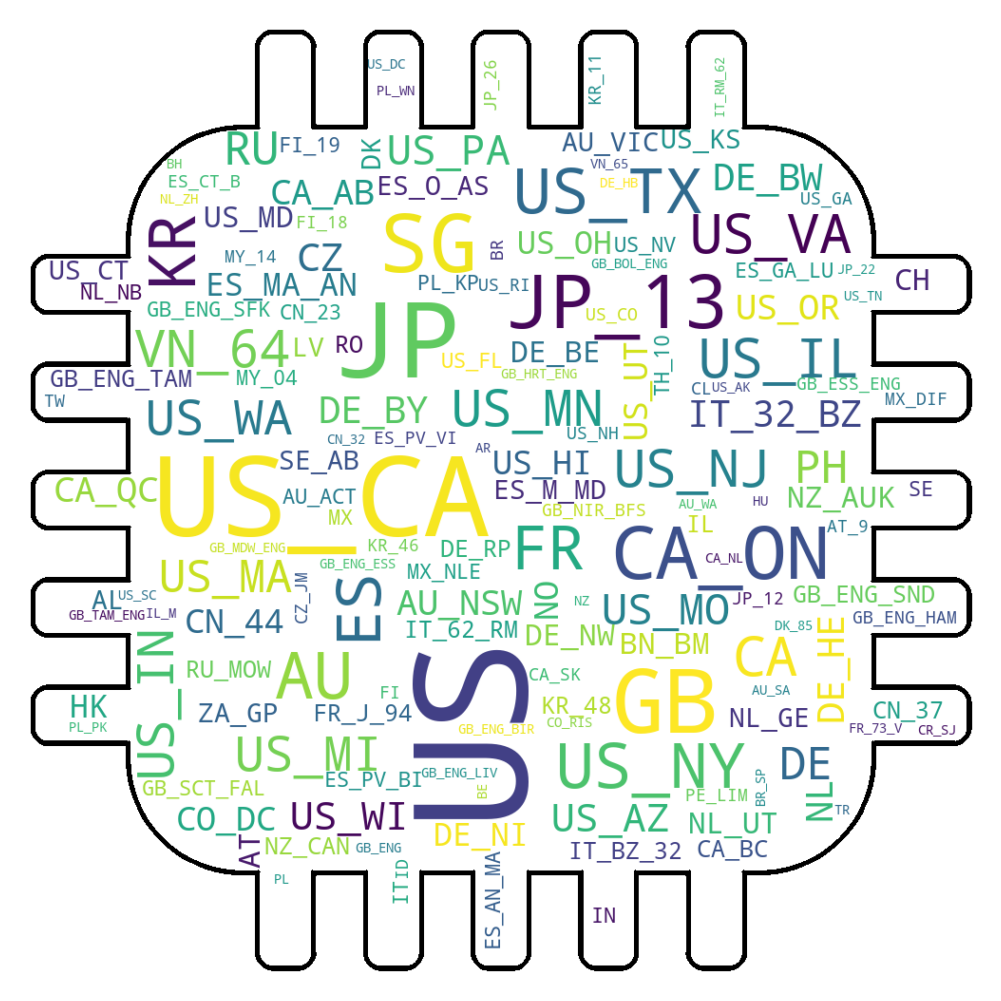 US_DC
PL_WN
JP_26
KR_11
IT_RM_62
RU
FI_19
DK
US_PA
AU_VIC
US_KS
BH
ES_CT_B
NL_ZH
CA_AB
ES_O_AS
VN_65
DE_HB
US_TX
DE_BW
US_GA
KR
US_MD
FI_18
SG
BR
US_OH
US_NV
US_VA
US_CT
NL_NB
MY_14
CZ
ES_MA_AN
PL_KP
US_RI
GB_BOL_ENG
ES_GA_LU
JP_22
CH
GB_ENG_SFK
CN_23
JP
JP_13
US_CO
US_OR
US_TN
VN_64
LV
RO
US_FL
DE_BE
US_UT
TH_10
US_IL
GB_ENG_TAM
MY_04
GB_HRT_ENG
CL
US_AK
GB_ESS_ENG
TW
US_WA
DE_BY
US_MN
IT_32_BZ
MX_DIF
CN_32
ES_PV_VI
US_NH
AR
SE_AB
US_HI
US_NJ
PH
CA_QC
US_CA
AU_ACT
ES_M_MD
AU_WA
HU
NZ_AUK
SE
MX
GB_NIR_BFS
IL
AT_9
GB_MDW_ENG
KR_46
DE_RP
FR
CA_ON
CA_NL
GB_ENG_ESS
MX_NLE
US_MA
AL
US_SC
CZ_JM
ES
AU_NSW
NO
NZ
US_MO
JP_12
GB_ENG_SND
GB_TAM_ENG
IL_M
CN_44
IT_62_RM
DE_NW
BN_BM
DK_85
GB_ENG_HAM
US_IN
RU_MOW
AU
US
CA_SK
CA
DE_HE
HK
PL_PK
ZA_GP
FI
FR_J_94
KR_48
CO_RIS
GB_ENG_BIR
GB
AU_SA
NL_GE
CN_37
FR_73_V
CR_SJ
US_MI
ES_PV_BI
GB_ENG_LIV
US_NY
DE
GB_SCT_FAL
BE
PE_LIM
BR_SP
NL
TR
CO_DC
US_WI
DE_NI
US_AZ
NL_UT
AT
NZ_CAN
GB_ENG
IT_BZ_32
CA_BC
PL
IT
ID
ES_AN_MA
IN